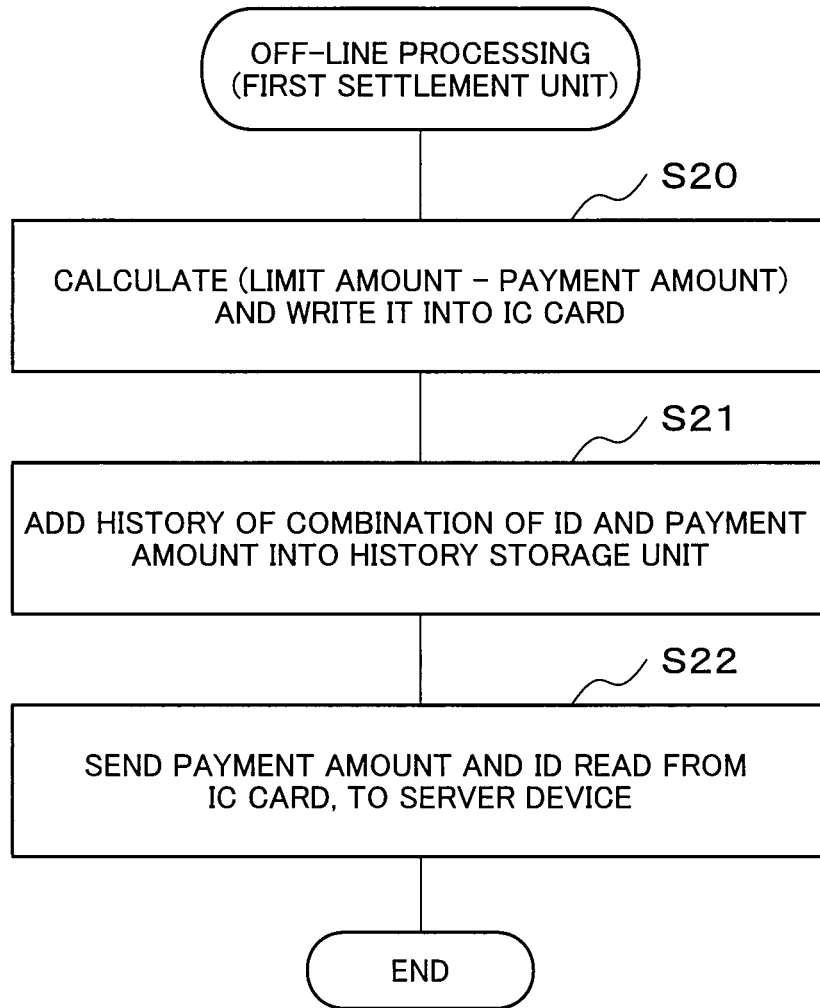 OFF-LINE PROCESSING
(FIRST SETTLEMENT UNIT)
S20
CALCULATE (LIMIT AMOUNT – PAYMENT AMOUNT)
AND WRITE IT INTO IC CARD
S21
ADD HISTORY OF COMBINATION OF ID AND PAYMENT
AMOUNT INTO HISTORY STORAGE UNIT
S22
SEND PAYMENT AMOUNT AND ID READ FROM
IC CARD, TO SERVER DEVICE
END